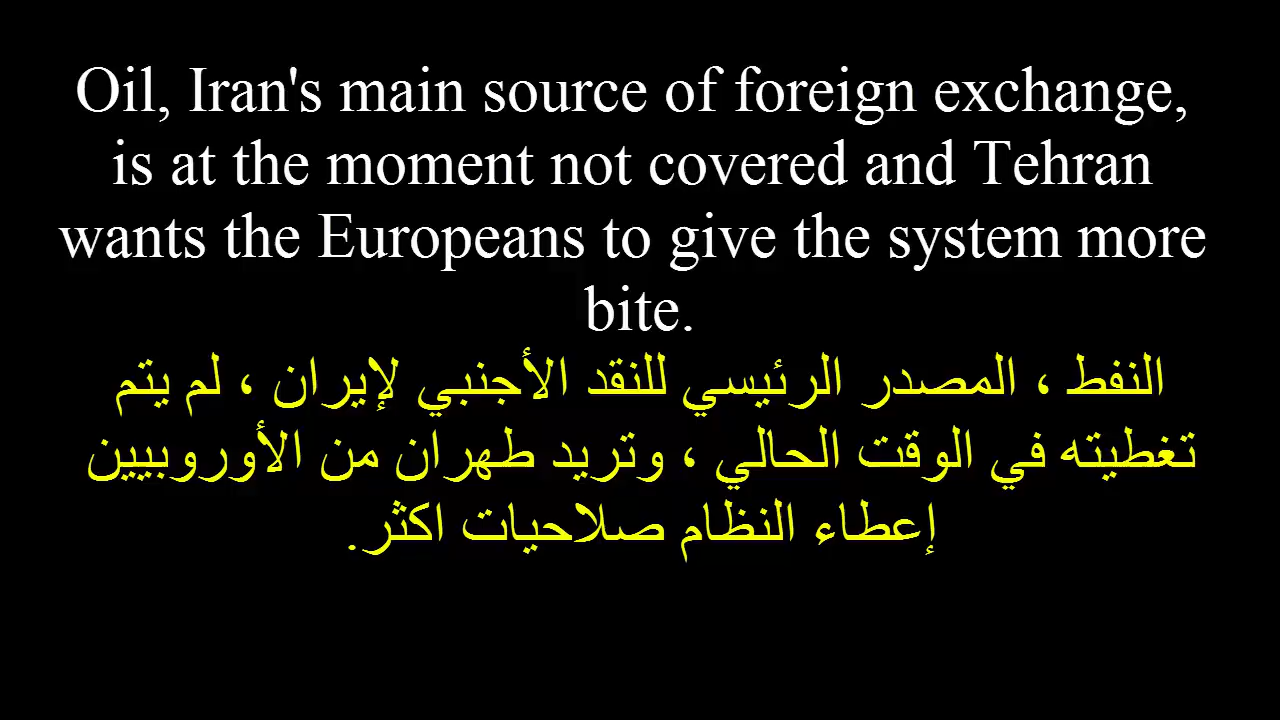 Oil, Iran's main source of foreign exchange,
is at the moment not covered and Tehran
wants the Europeans to give the system more
bite.
النفط ، المصدر الرئيسي للنقد الأجنبي لإيران ، لم يتم
تغطيته في الوقت الحالي ، وتريد طهران من الأوروبيين
إعطاء النظام صلاحيات اكثر.